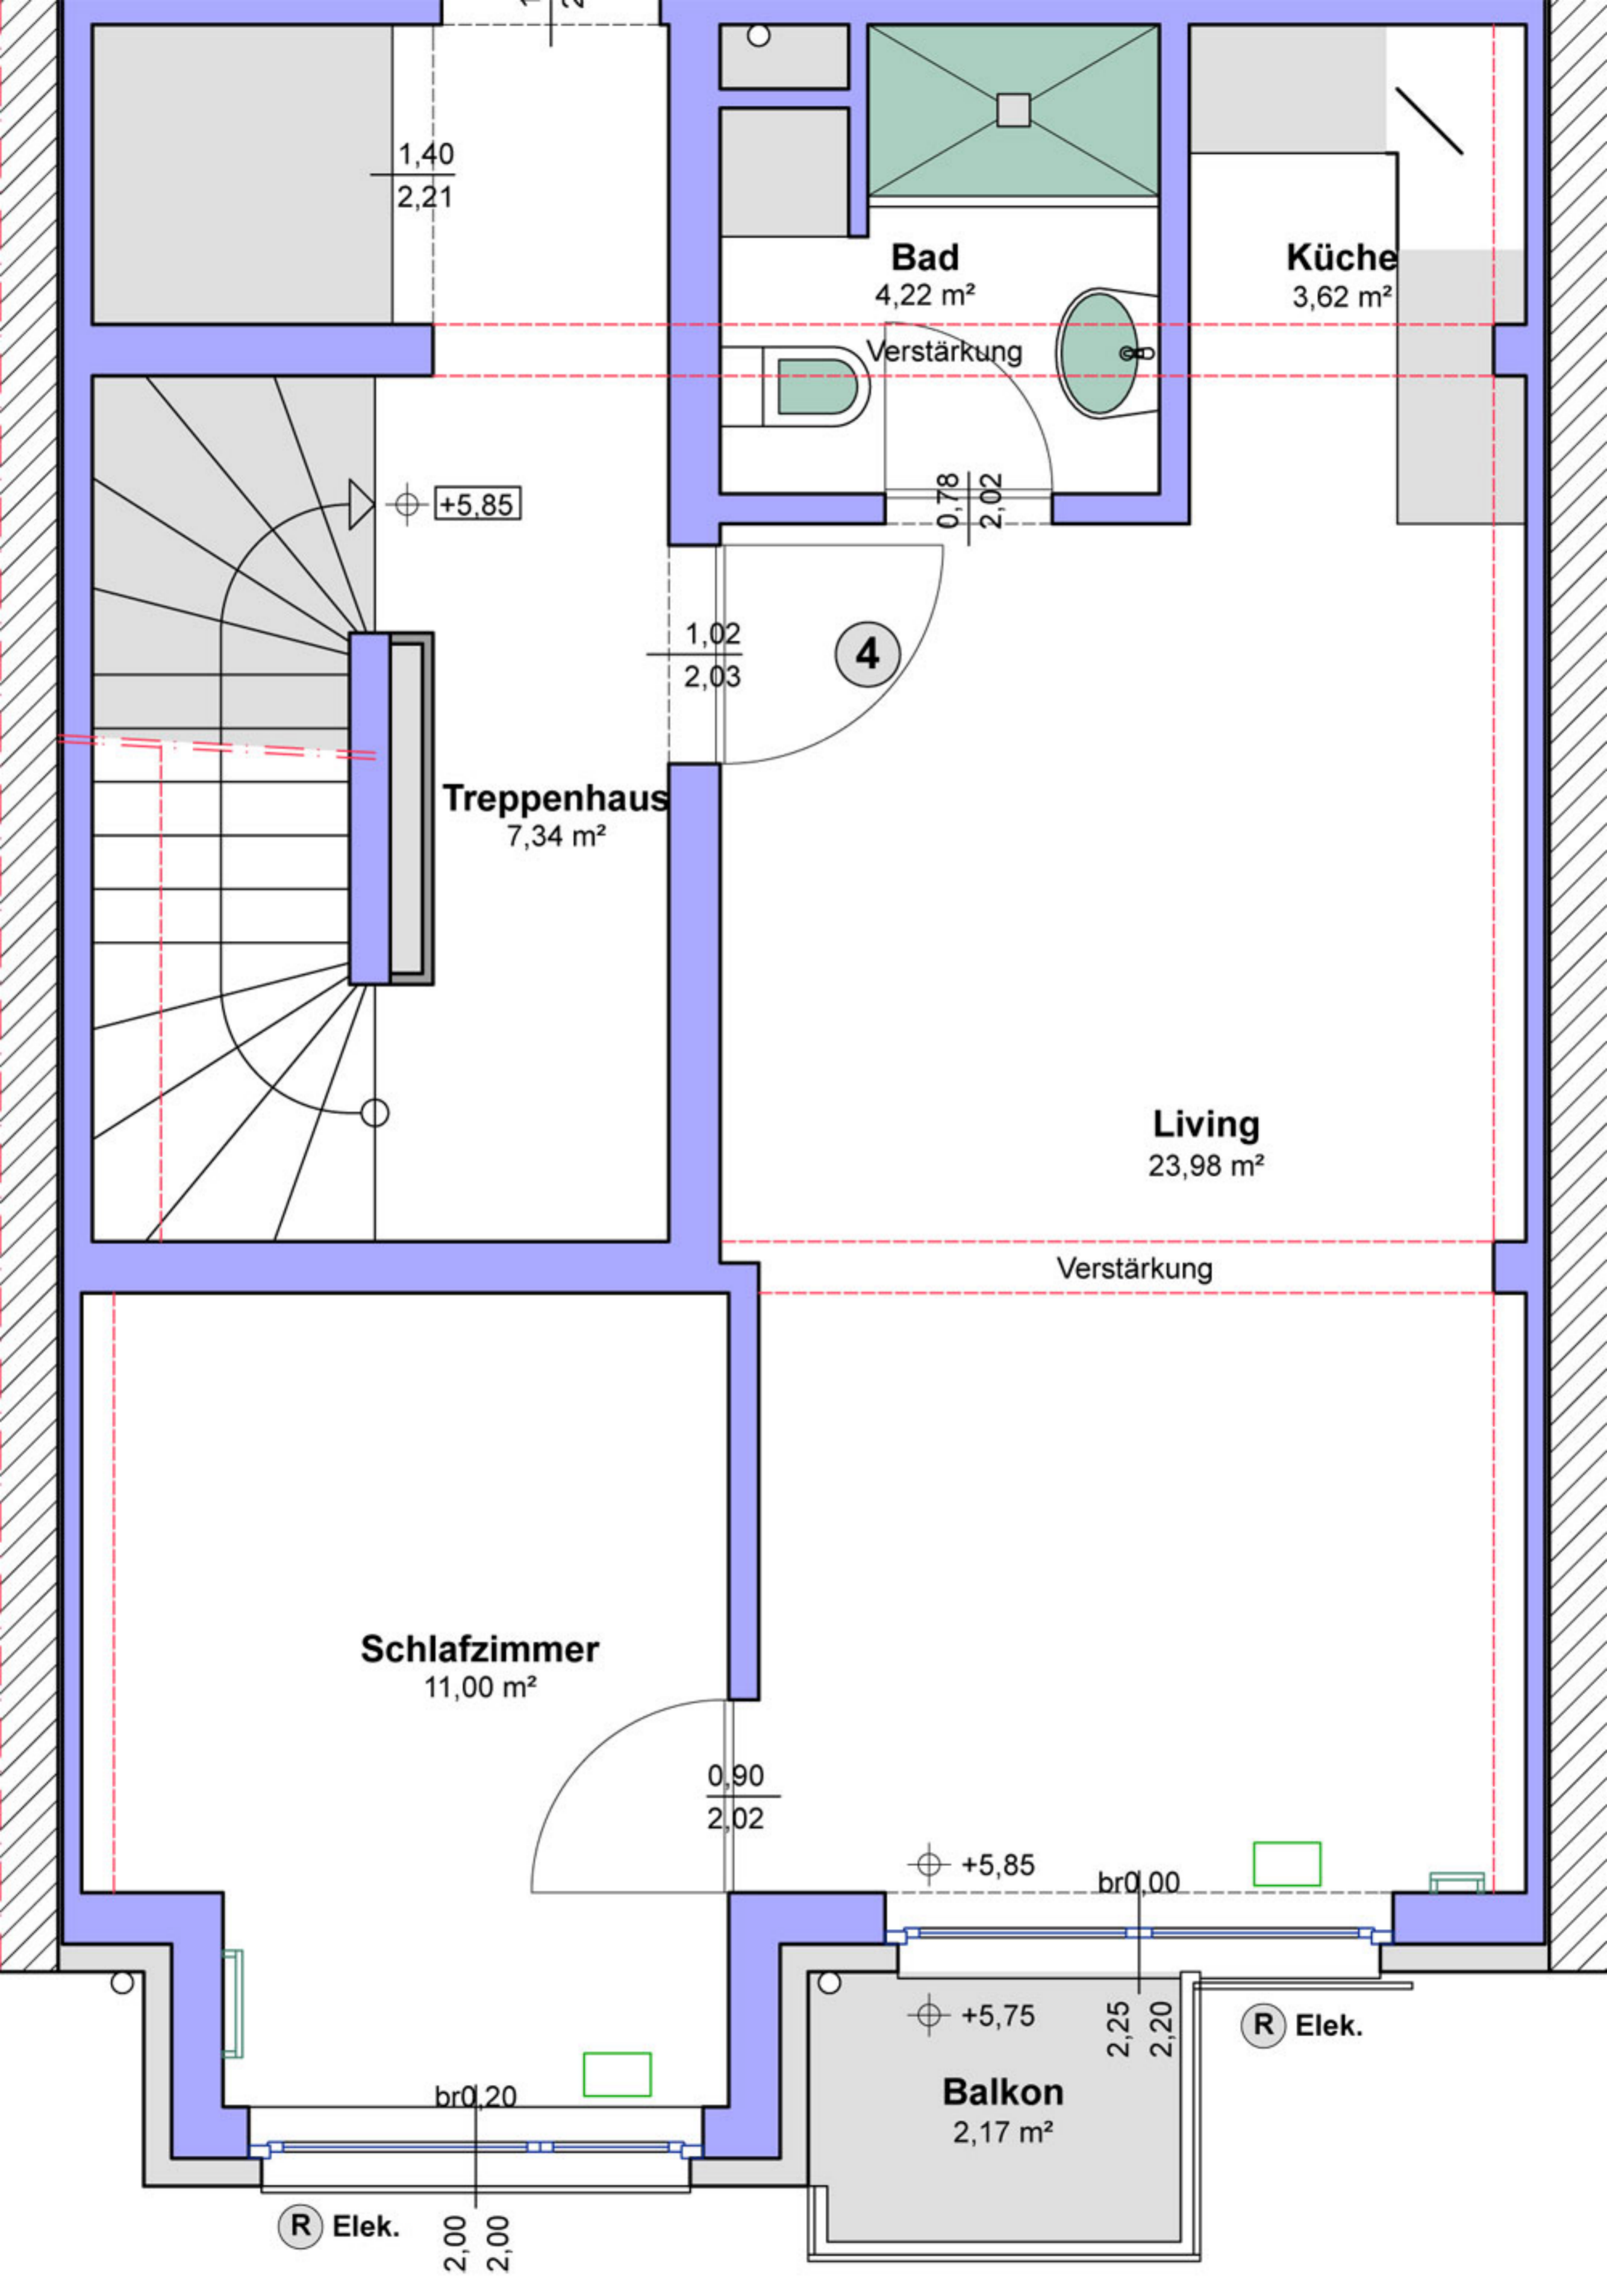 1,40
2,21
Bad
4,22 m²
Küche
3,62 m²
Verstärkung
+5,85
0,78
2,02
1,02
2,03
4
Treppenhaus
7,34 m²
Living
23,98 m²
Verstärkung
Schlafzimmer
11,00 m²
0,90
2,02
+5,85
br0,00
+5,75
2,25
2,20
R Elek.
Balkon
2,17 m²
br0,20
R Elek.
2,00
2,00